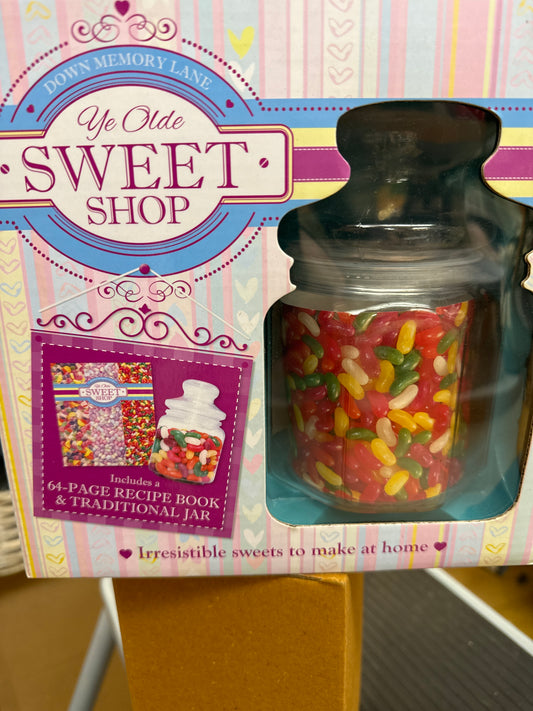 DOWN MEMORY LANE
Ye Olde
SWEET
SHOP
Ye Olde
SWEET
SHOP
Includes a
64-PAGE RECIPE BOOK
& TRADITIONAL JAR
Irresistible sweets to make at home